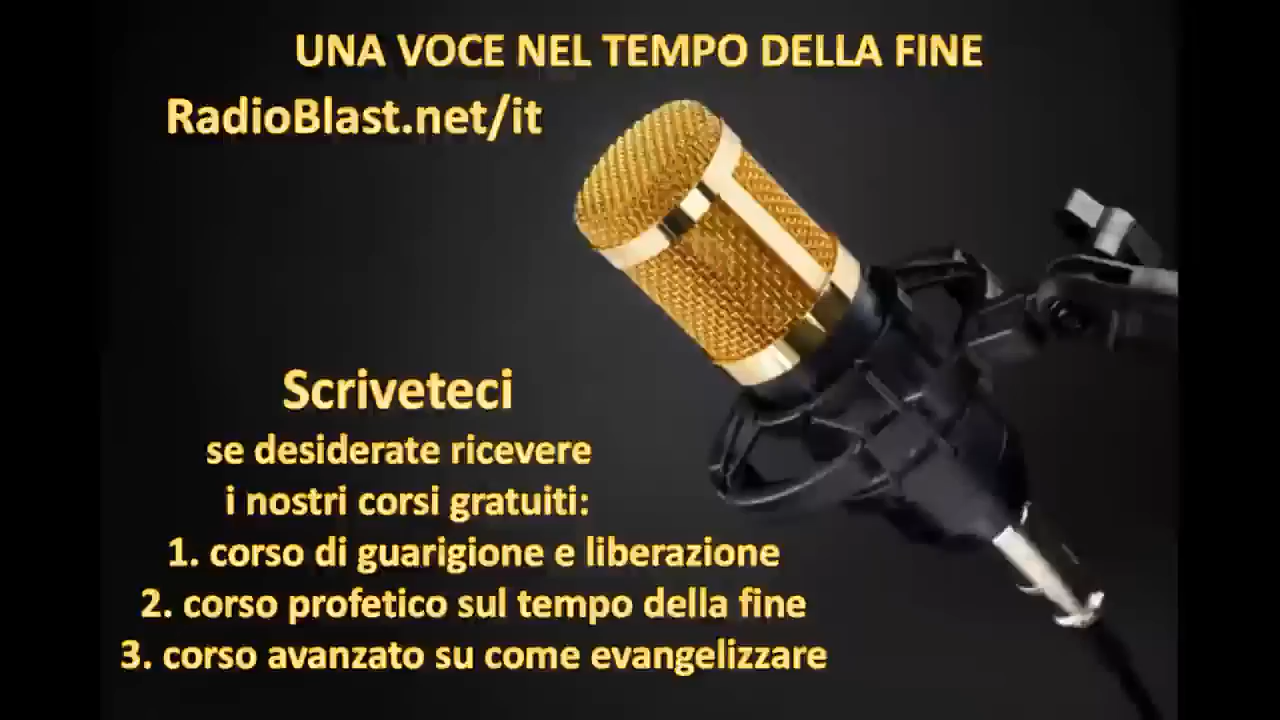 UNA VOCE NEL TEMPO DELLA FINE
RadioBlast.net/it
Scriveteci
se desiderate ricevere
i nostri corsi gratuiti:
1. corso di guarigione e liberazione
2. corso profetico sul tempo della fine
3. corso avanzato su come evangelizzare